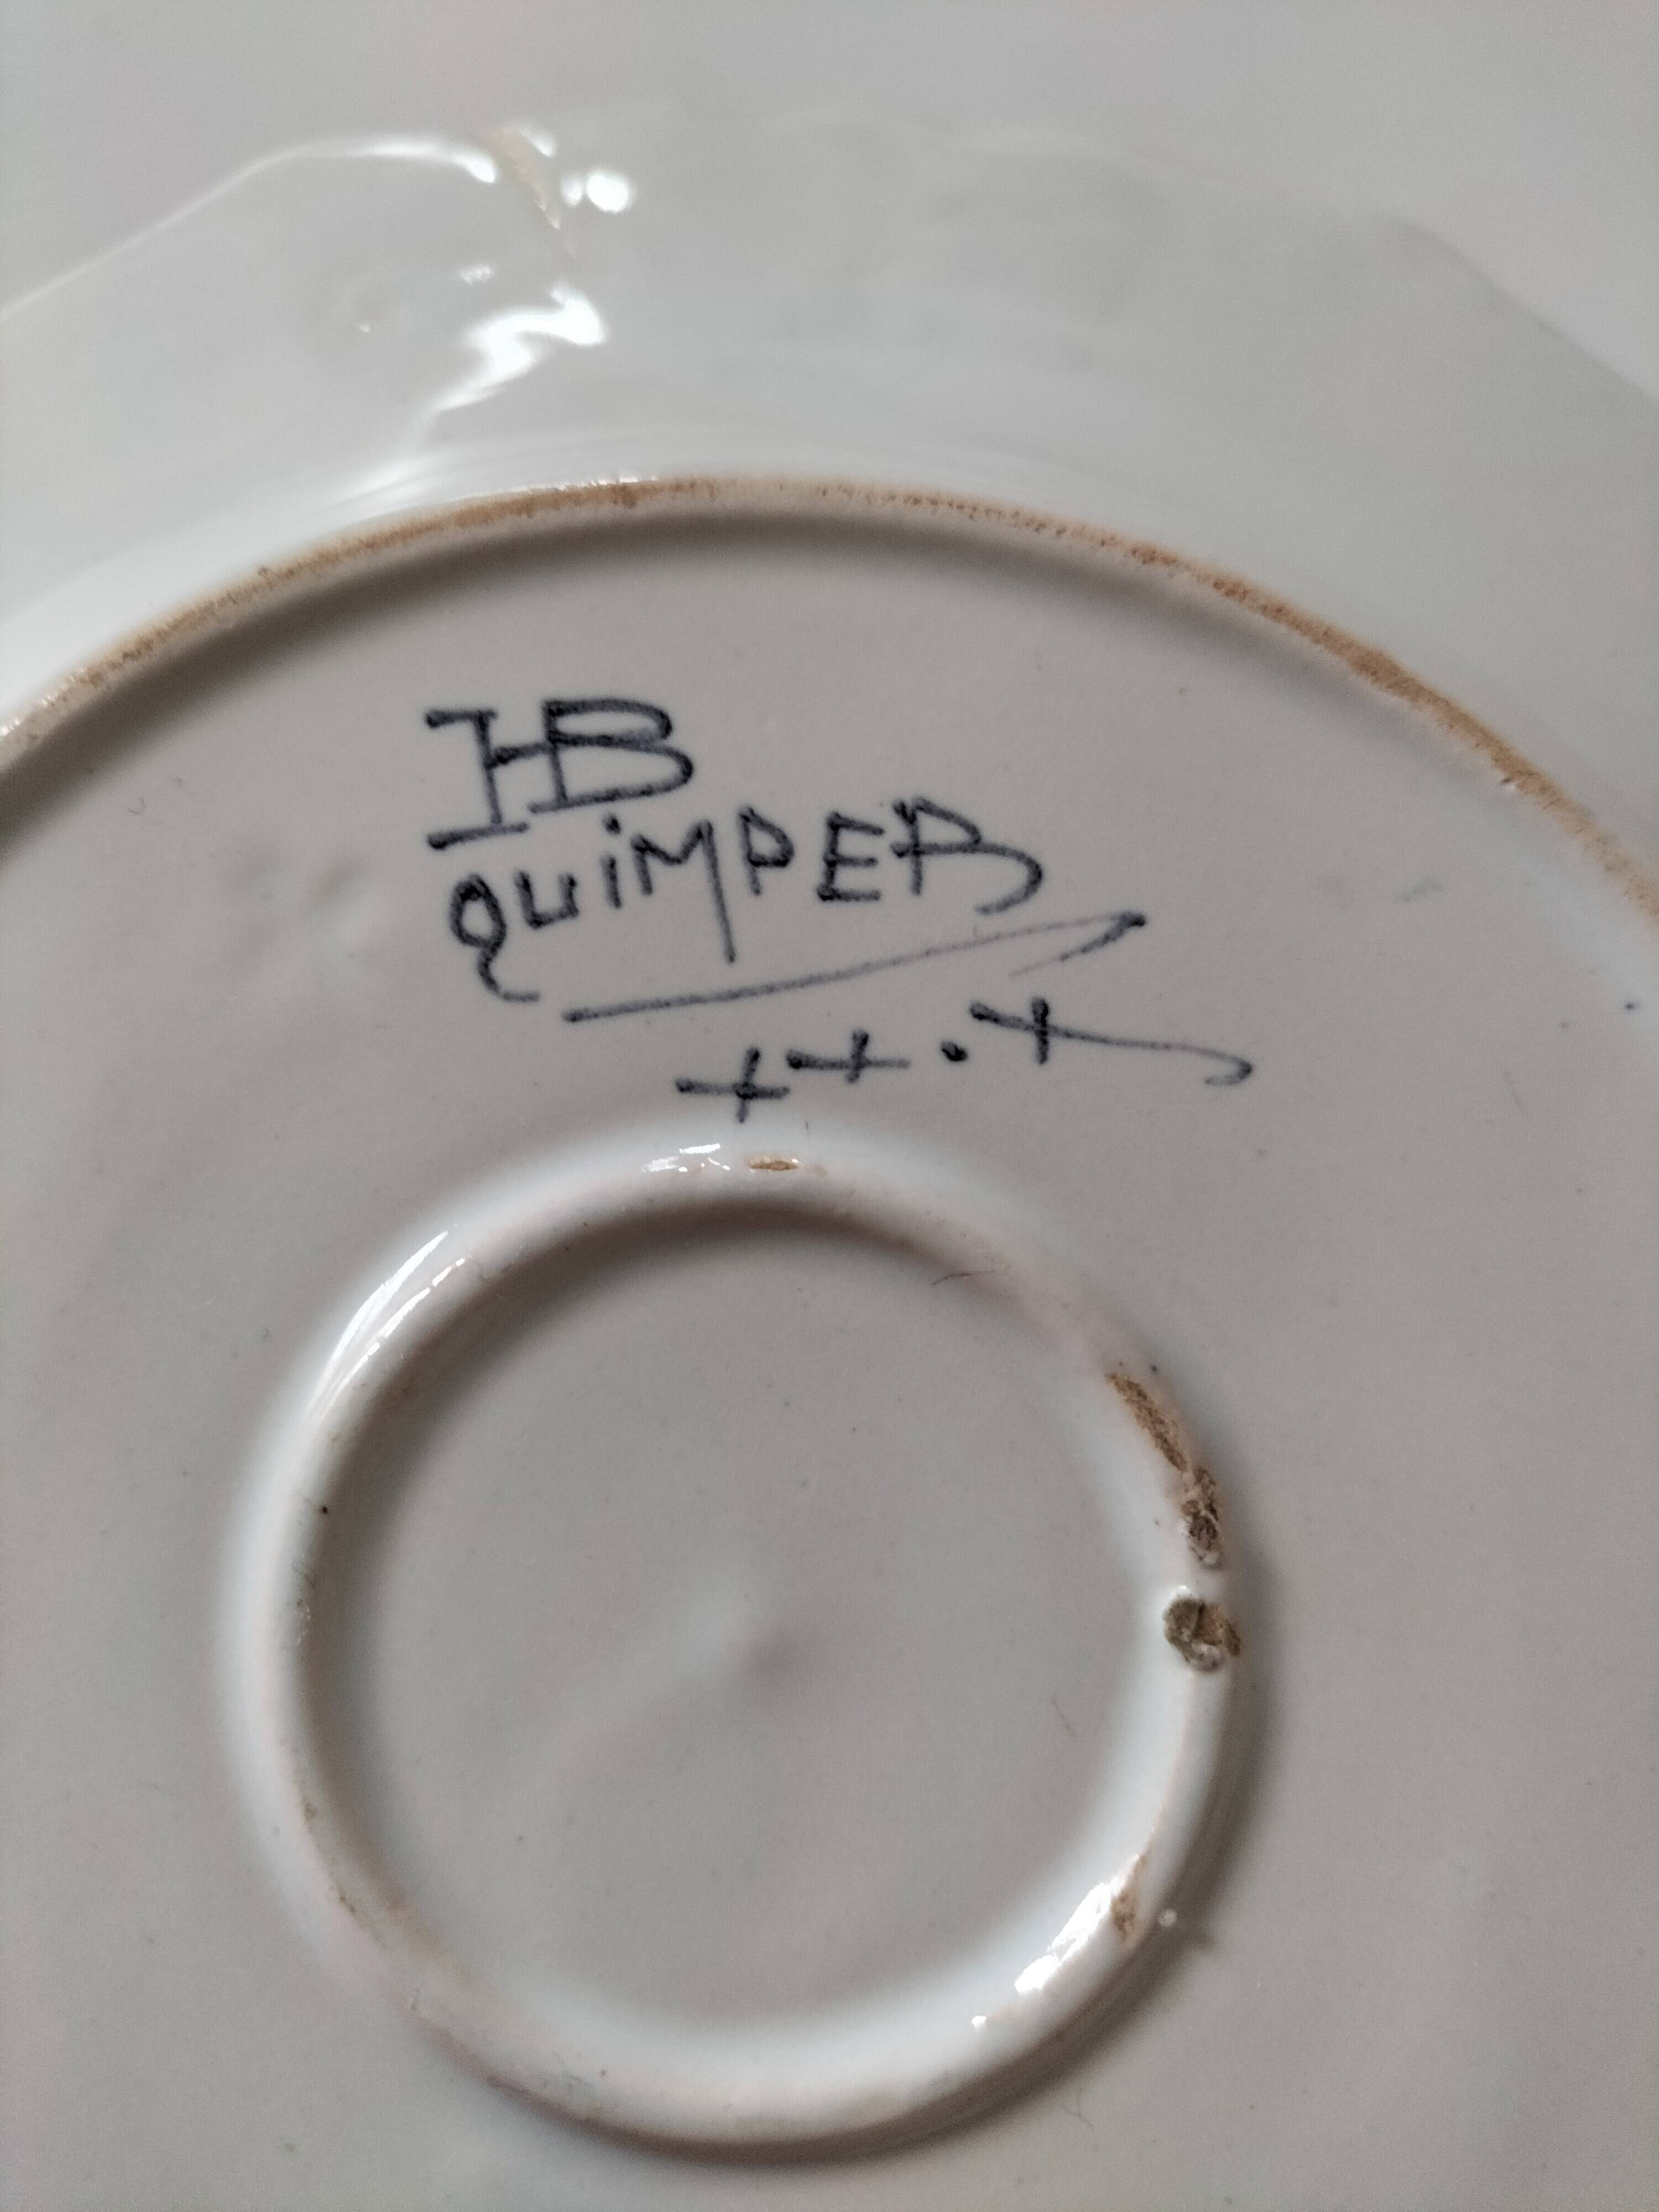 HB
QUiMPER
++.+